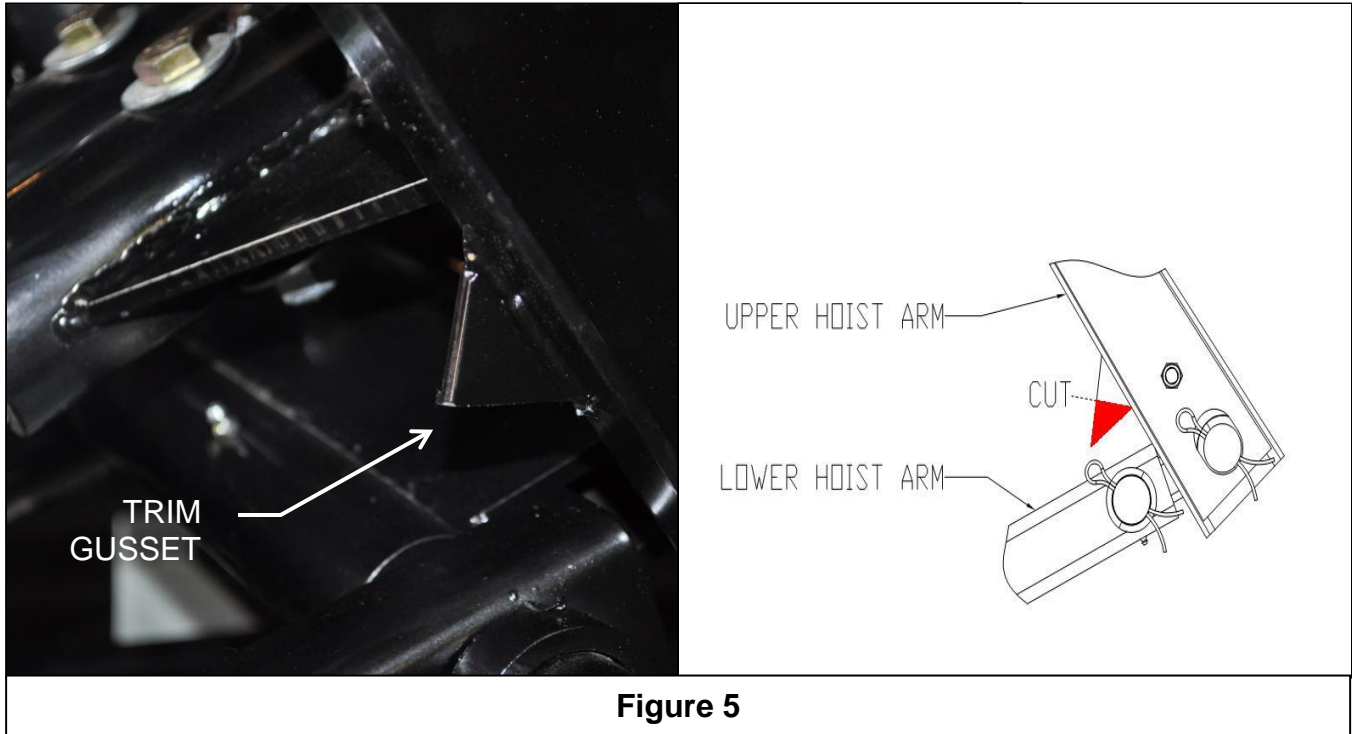 TRIM
GUSSET
UPPER HOIST ARM
CUT
LOWER HOIST ARM
Figure 5